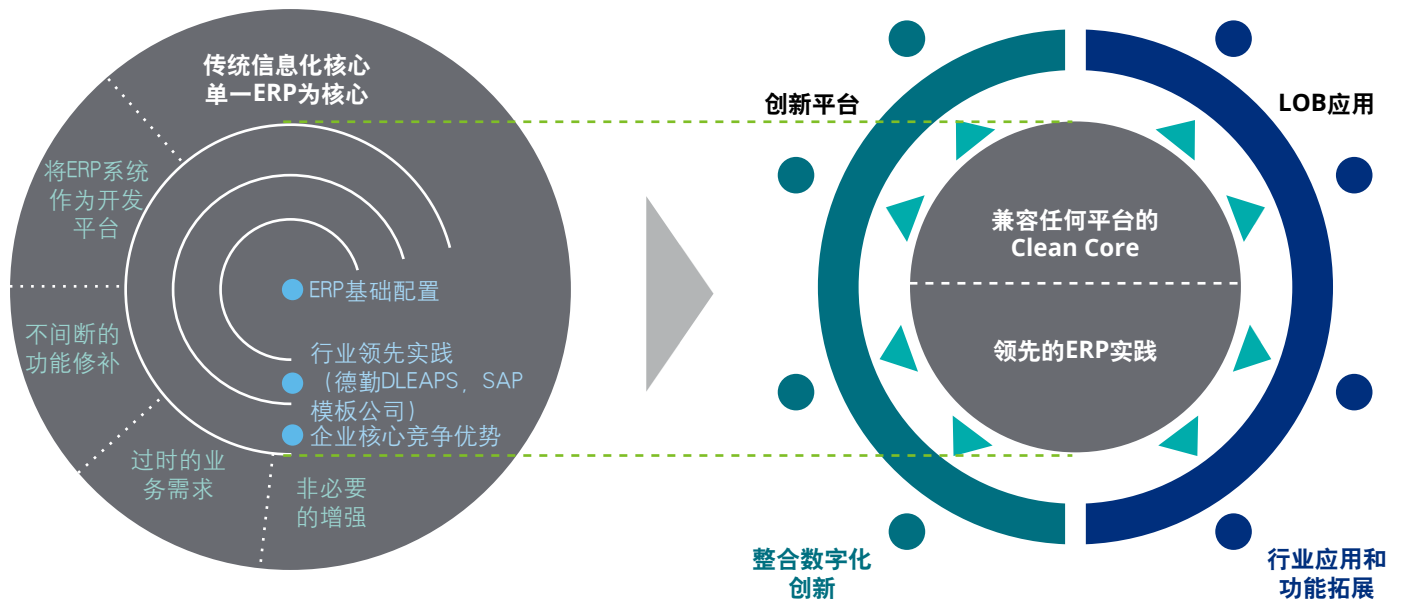 传统信息化核心
单一ERP为核心
将ERP系统
作为开发
平台
不间断的
功能修补
过时的业
务需求
非必要
的增强
ERP基础配置
行业领先实践
（德勤DLEAPS，SAP
模板公司）
企业核心竞争优势
创新平台
LOB应用
兼容任何平台的
Clean Core
领先的ERP实践
整合数字化
创新
行业应用和
功能拓展